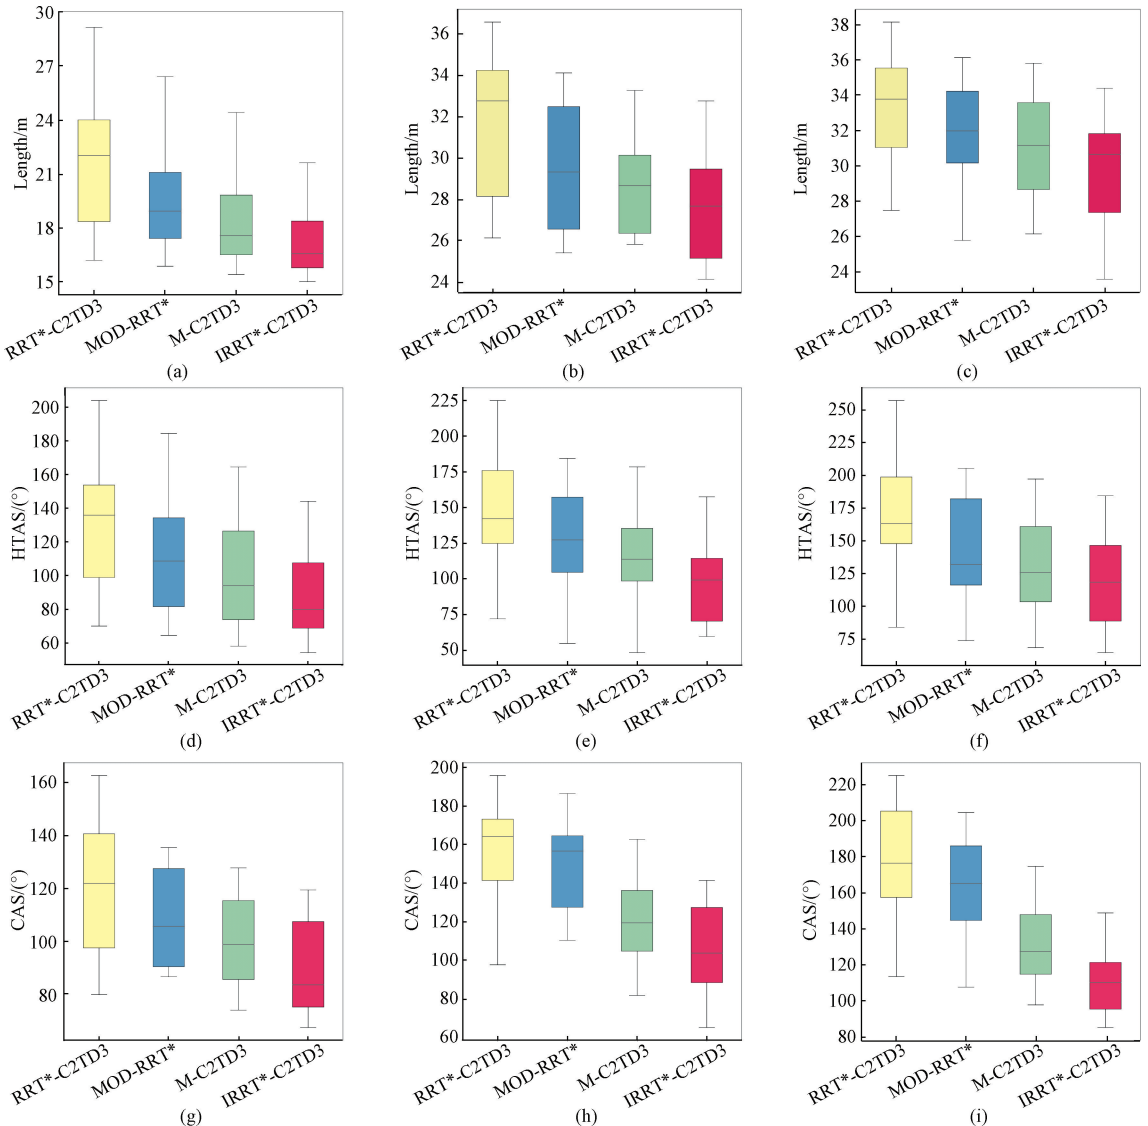 30
27
24
21
18
15
Length/m
RRT*-C2TD3
MOD-RRT*
M-C2TD3
IRRT*-C2TD3
(a)
36
34
32
30
28
26
24
Length/m
RRT*-C2TD3
MOD-RRT*
M-C2TD3
IRRT*-C2TD3
(b)
38
36
34
32
30
28
26
24
Length/m
RRT*-C2TD3
MOD-RRT*
M-C2TD3
IRRT*-C2TD3
(c)
200
180
160
140
120
100
80
60
HTAS/(°)
RRT*-C2TD3
MOD-RRT*
M-C2TD3
IRRT*-C2TD3
(d)
225
200
175
150
125
100
75
50
HTAS/(°)
RRT*-C2TD3
MOD-RRT*
M-C2TD3
IRRT*-C2TD3
(e)
250
225
200
175
150
125
100
75
HTAS/(°)
RRT*-C2TD3
MOD-RRT*
M-C2TD3
IRRT*-C2TD3
(f)
160
140
120
100
80
CAS/(°)
RRT*-C2TD3
MOD-RRT*
M-C2TD3
IRRT*-C2TD3
(g)
200
180
160
140
120
100
80
60
CAS/(°)
RRT*-C2TD3
MOD-RRT*
M-C2TD3
IRRT*-C2TD3
(h)
220
200
180
160
140
120
100
80
CAS/(°)
RRT*-C2TD3
MOD-RRT*
M-C2TD3
IRRT*-C2TD3
(i)